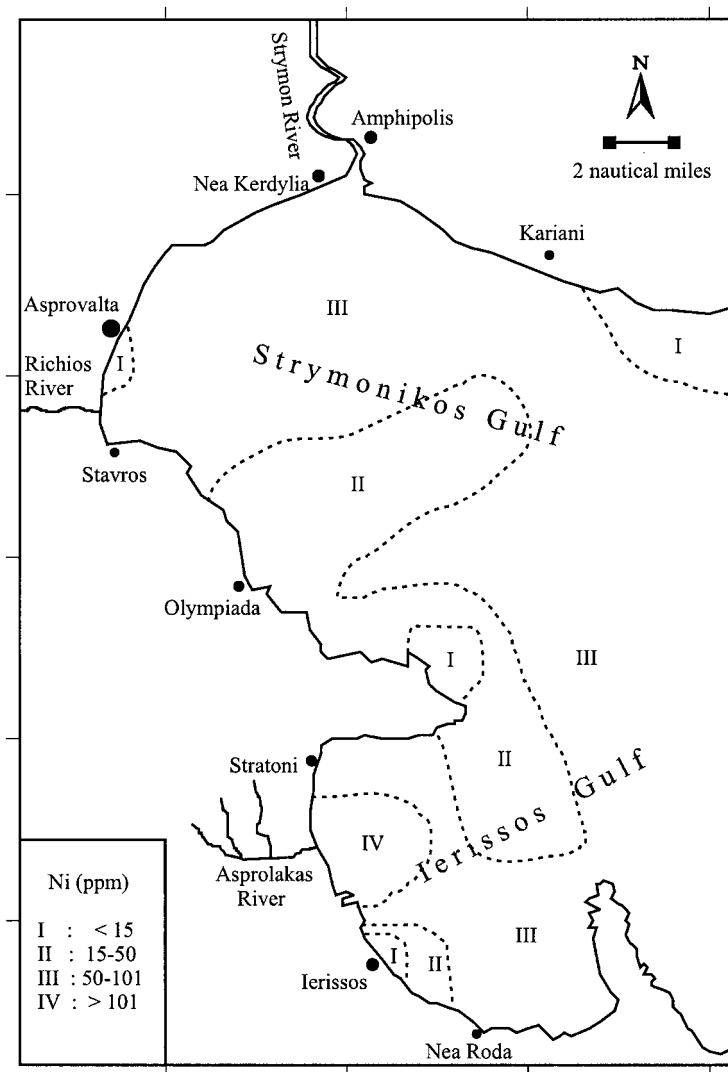 Strymon River
N
Amphipolis
2 nautical miles
Nea Kerdylia
Kariani
Asprovalta
III
I
I
Richios
River
Strymonikos Gulf
Stavros
II
Olympiada
I
III
Stratoni
II
Ierissos Gulf
IV
Asprolakas
River
Ni (ppm)
I : < 15
II : 15-50
III : 50-101
IV : > 101
III
I
II
Ierissos
Nea Roda